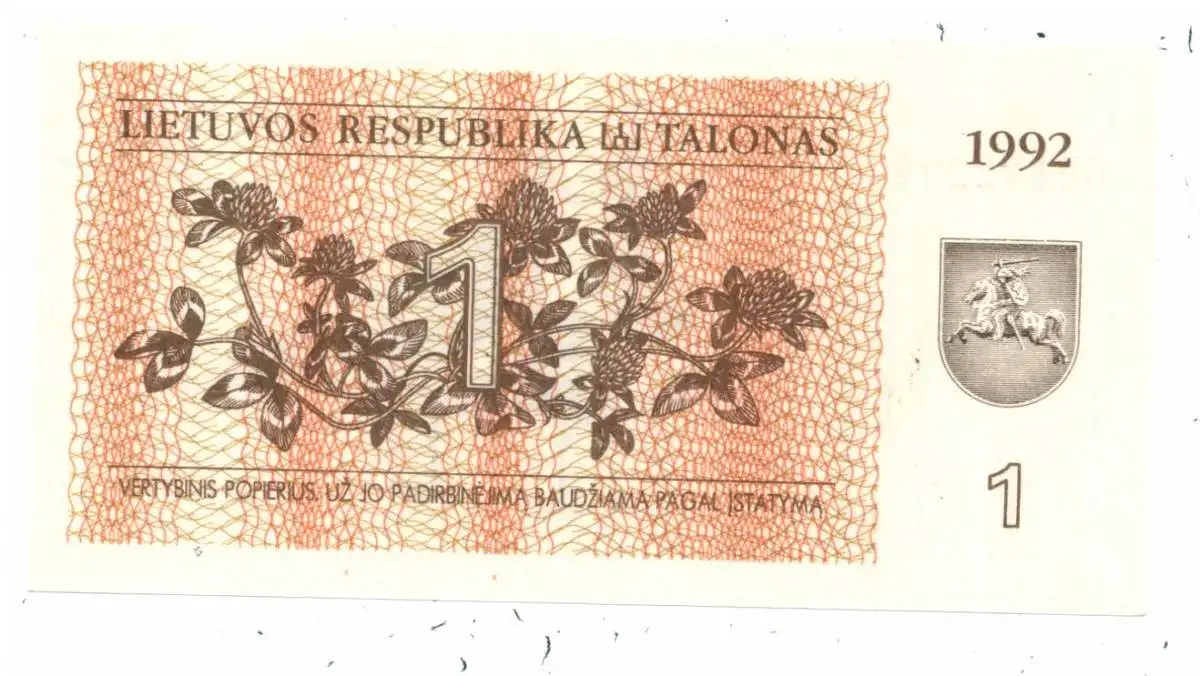 LIETUVOS RESPUBLIKA TALONAS
1992
1
VERTYBINIS POPIERIUS. UŽ JO PADIRBINĖJIMĄ BAUDŽIAMA PAGAL ĮSTATYMĄ
1